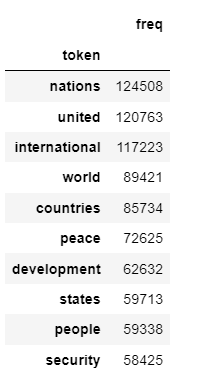 freq
token
nations 124508
united 120763
international 117223
world 89421
countries 85734
peace 72625
development 62632
states 59713
people 59338
security 58425